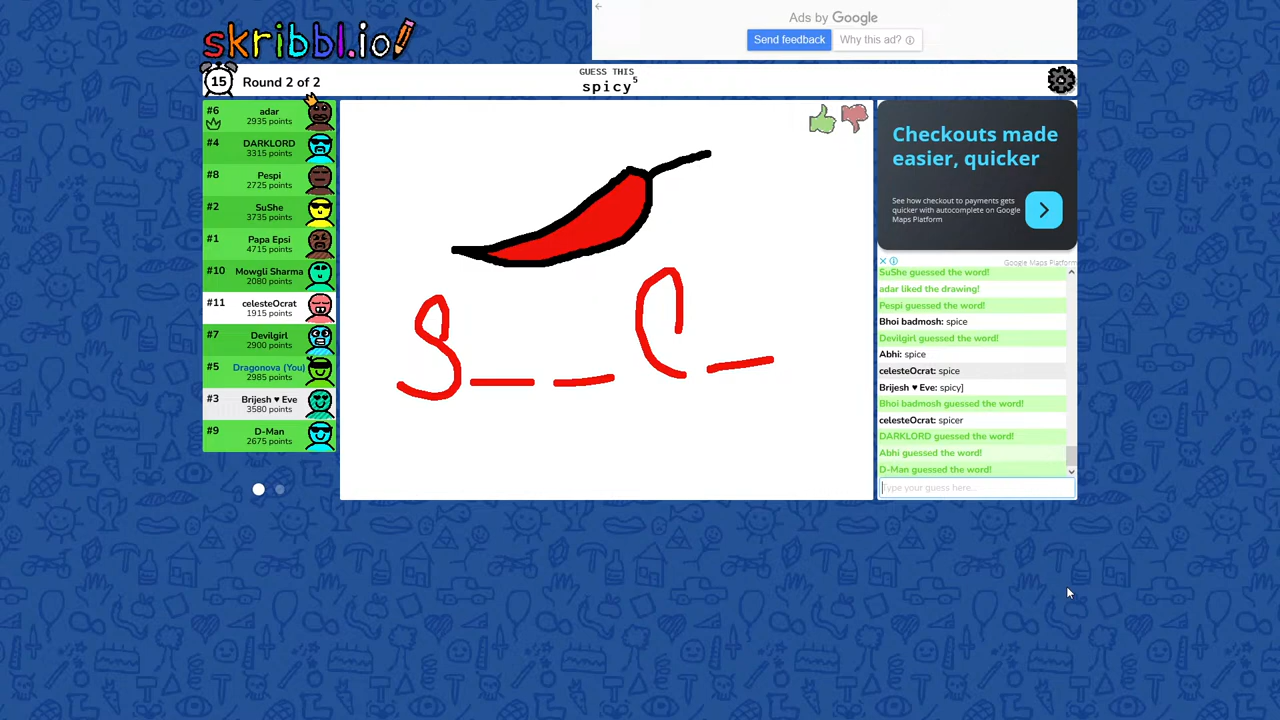 skribbl.io
Ads by Google
Send feedback
Why this ad?
15
Round 2 of 2
GUESS THIS
spicy5
#6
adar
2935 points
#4
DARKLORD
3315 points
#8
Pespi
2725 points
#2
SuShe
3735 points
#1
Papa Epsi
4715 points
#10
Mowgli Sharma
2080 points
#11
celesteOcrat
1915 points
#7
Devilgirl
2900 points
#5
Dragonova (You)
2985 points
#3
Brijesh ♥ Eve
3580 points
#9
D-Man
2675 points
S _ _ C _
Checkouts made
easier, quicker
See how checkout to payments gets
quicker with autocomplete on Google
Maps Platform
Google Maps Platform
SuShe guessed the word!
adar liked the drawing!
Pespi guessed the word!
Bhoi badmosh: spice
Devilgirl guessed the word!
Abhi: spice
celesteOcrat: spice
Brijesh ♥ Eve: spicy]
Bhoi badmosh guessed the word!
celesteOcrat: spicer
DARKLORD guessed the word!
Abhi guessed the word!
D-Man guessed the word!
Type your guess here...